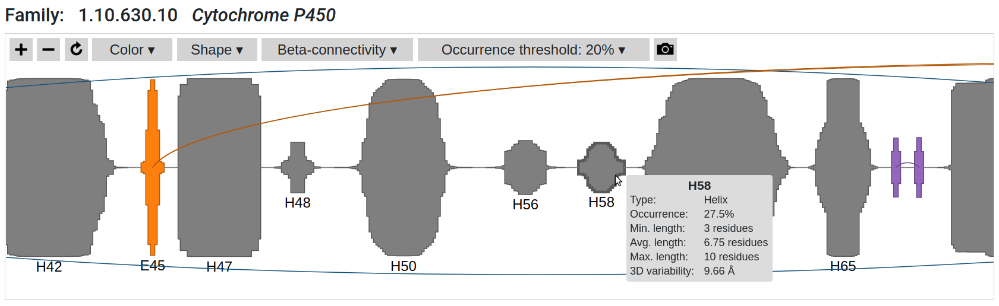 Family: 1.10.630.10 Cytochrome P450
Color ▾ Shape ▾ Beta-connectivity ▾ Occurrence threshold: 20% ▾
H42
E45
H47
H48
H50
H56
H58
H65
H58
Type: Helix
Occurrence: 27.5%
Min. length: 3 residues
Avg. length: 6.75 residues
Max. length: 10 residues
3D variability: 9.66 Å